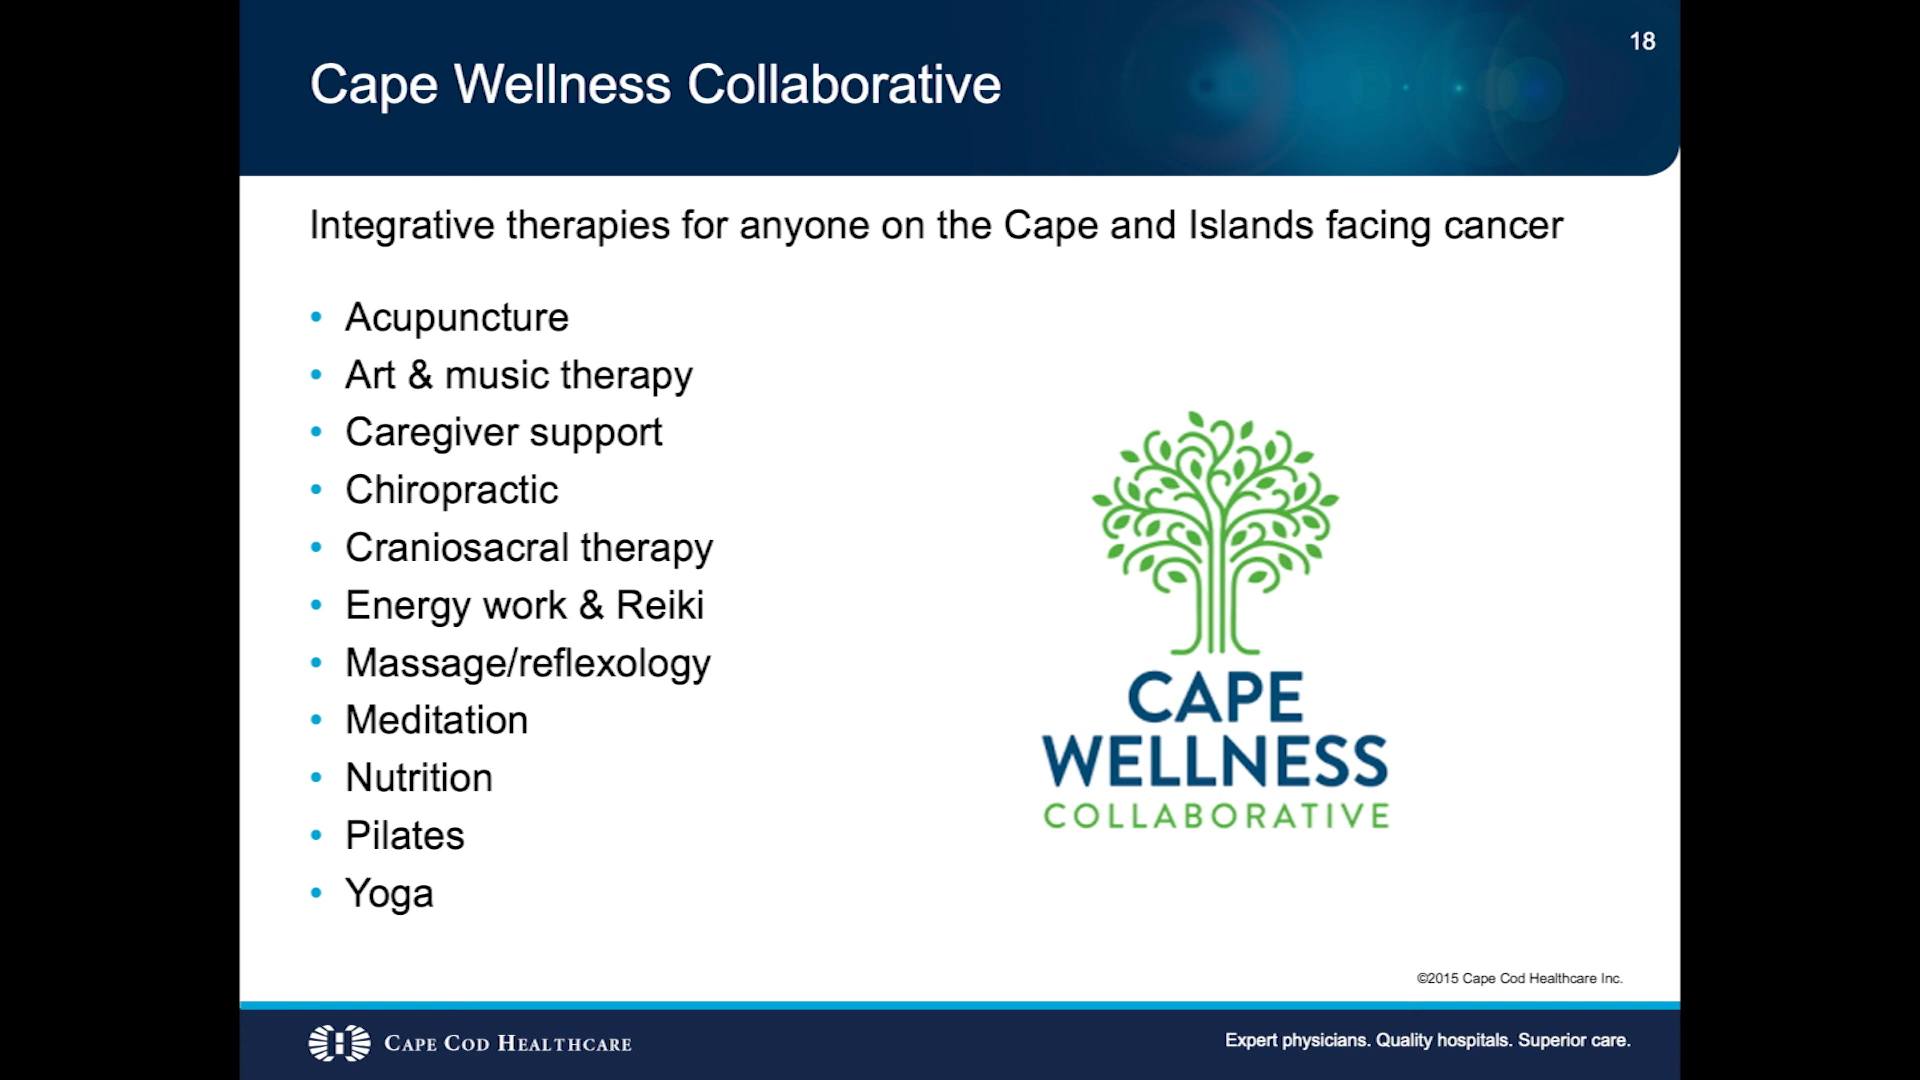 18
Cape Wellness Collaborative
Integrative therapies for anyone on the Cape and Islands facing cancer
• Acupuncture
• Art & music therapy
• Caregiver support
• Chiropractic
• Craniosacral therapy
• Energy work & Reiki
• Massage/reflexology
• Meditation
• Nutrition
• Pilates
• Yoga
CAPE
WELLNESS
COLLABORATIVE
©2015 Cape Cod Healthcare Inc.
CAPE COD HEALTHCARE
Expert physicians. Quality hospitals. Superior care.